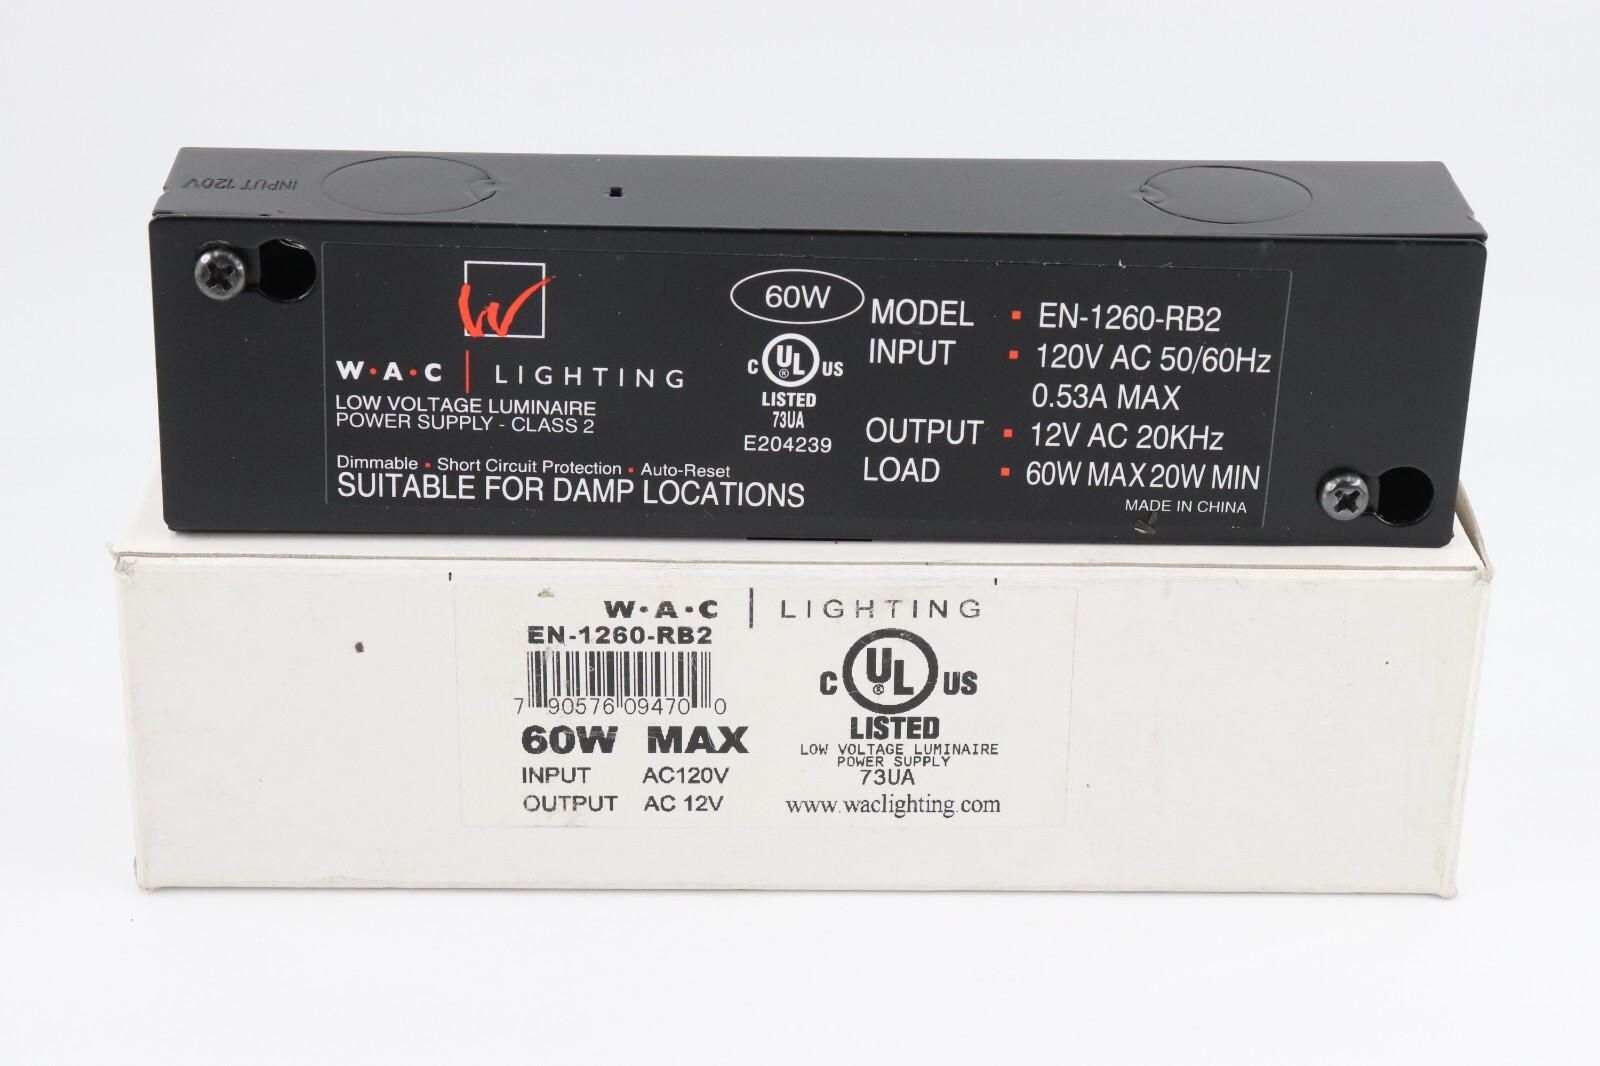 INPUT 120V
W
W·A·C | LIGHTING
LOW VOLTAGE LUMINAIRE
POWER SUPPLY - CLASS 2
Dimmable ▪ Short Circuit Protection ▪ Auto-Reset
SUITABLE FOR DAMP LOCATIONS
60W
C UL ® US
LISTED
73UA
E204239
MODEL ▪ EN-1260-RB2
INPUT ▪ 120V AC 50/60Hz
0.53A MAX
OUTPUT ▪ 12V AC 20KHz
LOAD ▪ 60W MAX 20W MIN
MADE IN CHINA
W·A·C | LIGHTING
EN-1260-RB2
7 90576 09470 0
60W MAX
INPUT AC120V
OUTPUT AC 12V
C UL ® US
LISTED
LOW VOLTAGE LUMINAIRE
POWER SUPPLY
73UA
www.waclighting.com